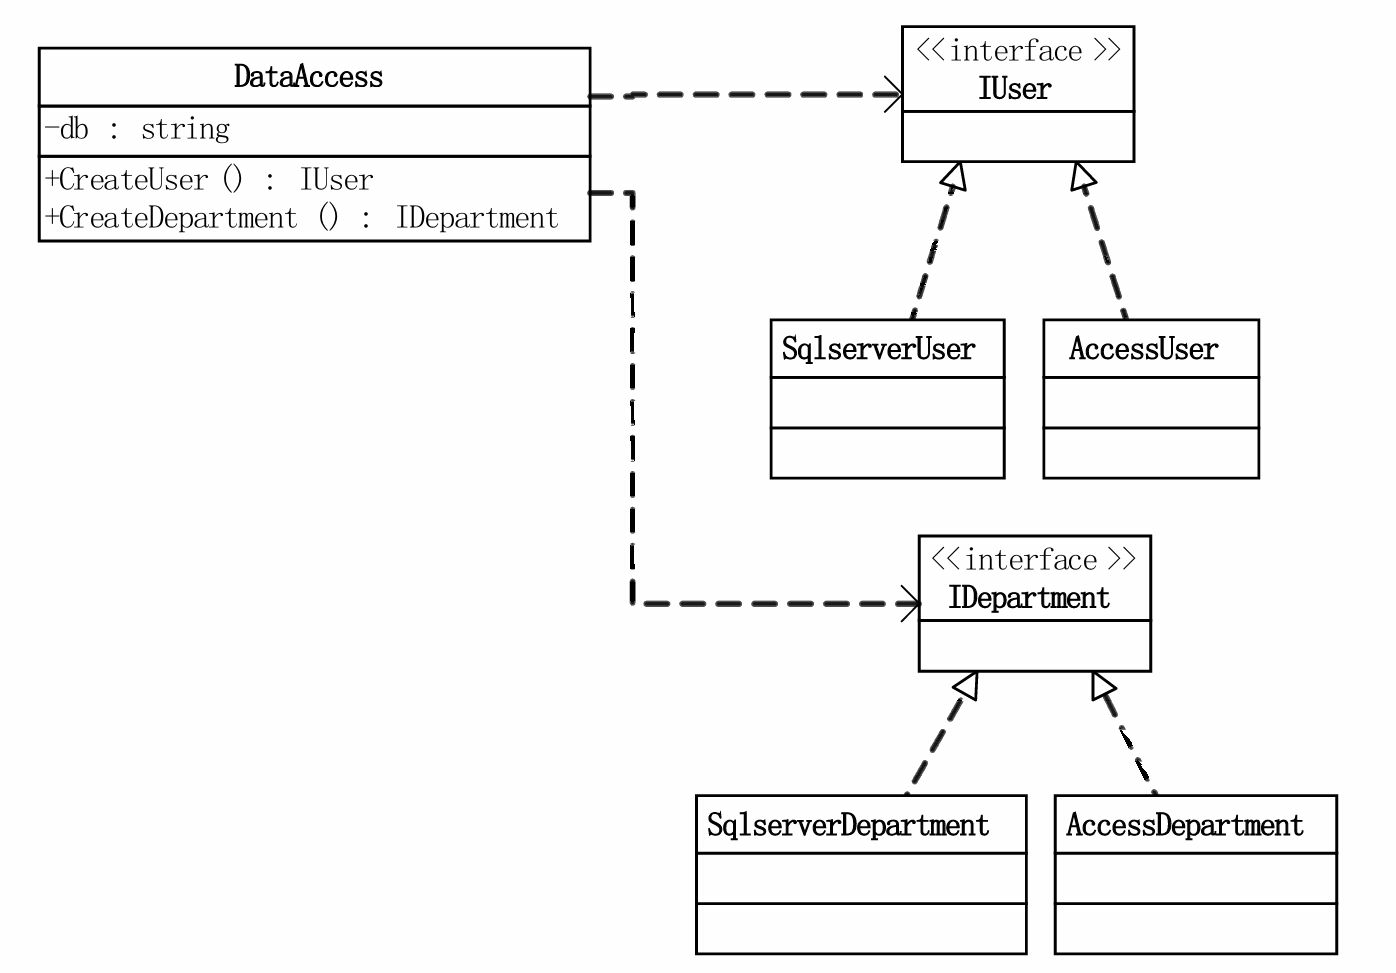 DataAccess
-db : string
+CreateUser () : IUser
+CreateDepartment () : IDepartment
<<interface>>
IUser
SqlserverUser
AccessUser
<<interface>>
IDepartment
SqlserverDepartment
AccessDepartment